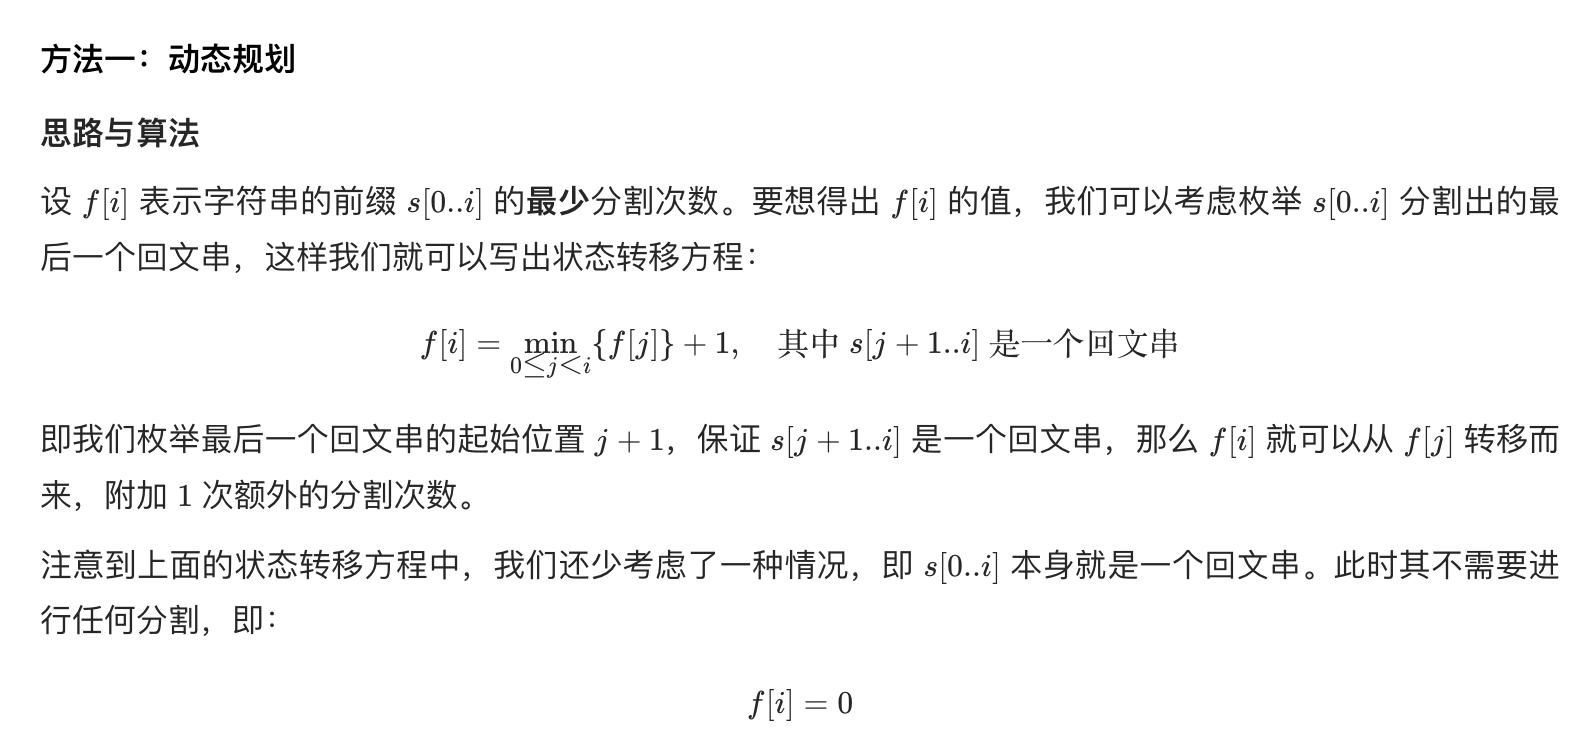 方法一：动态规划
思路与算法
设 f[i] 表示字符串的前缀 s[0..i] 的最少分割次数。要想得出 f[i] 的值，我们可以考虑枚举 s[0..i] 分割出的最
后一个回文串，这样我们就可以写出状态转移方程：
f[i] = min_{0≤j<i}{f[j]} + 1, 其中 s[j + 1..i] 是一个回文串
即我们枚举最后一个回文串的起始位置 j + 1，保证 s[j + 1..i] 是一个回文串，那么 f[i] 就可以从 f[j] 转移而
来，附加 1 次额外的分割次数。
注意到上面的状态转移方程中，我们还少考虑了一种情况，即 s[0..i] 本身就是一个回文串。此时其不需要进
行任何分割，即：
f[i] = 0